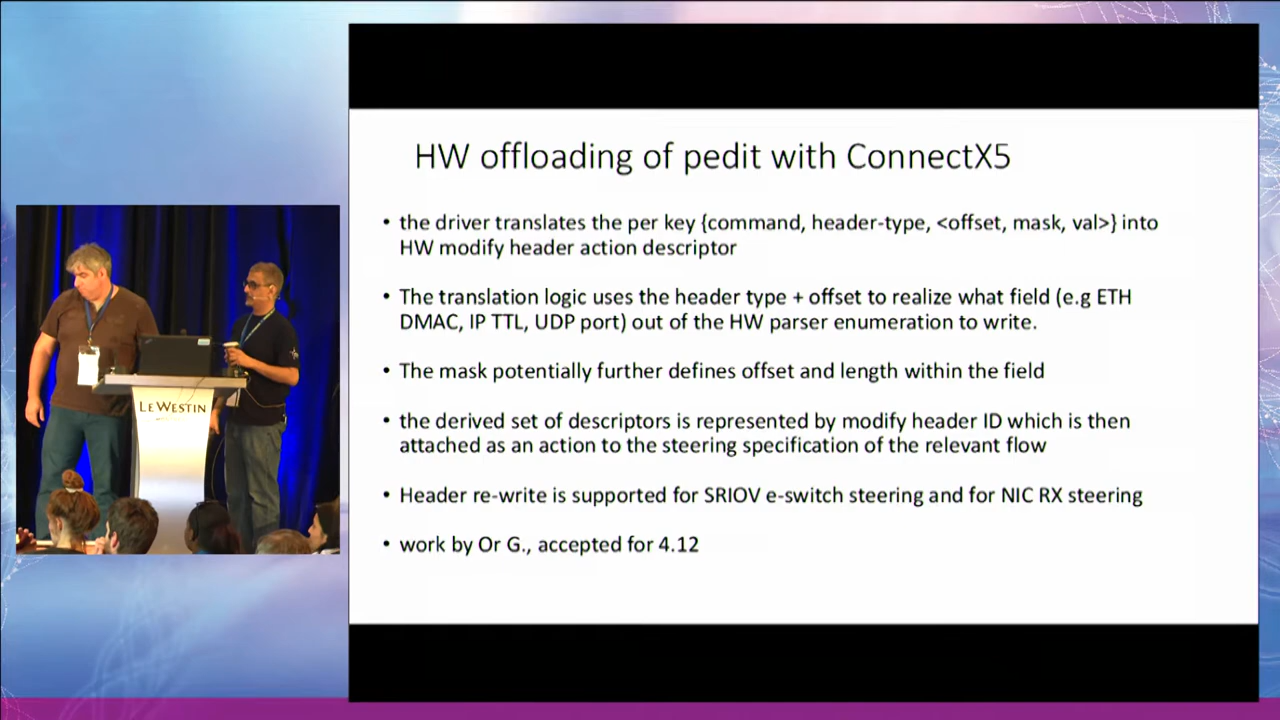 HW offloading of pedit with ConnectX5
• the driver translates the per key {command, header-type, <offset, mask, val>} into
HW modify header action descriptor
• The translation logic uses the header type + offset to realize what field (e.g ETH
DMAC, IP TTL, UDP port) out of the HW parser enumeration to write.
• The mask potentially further defines offset and length within the field
• the derived set of descriptors is represented by modify header ID which is then
attached as an action to the steering specification of the relevant flow
• Header re-write is supported for SRIOV e-switch steering and for NIC RX steering
• work by Or G., accepted for 4.12
LE WESTIN